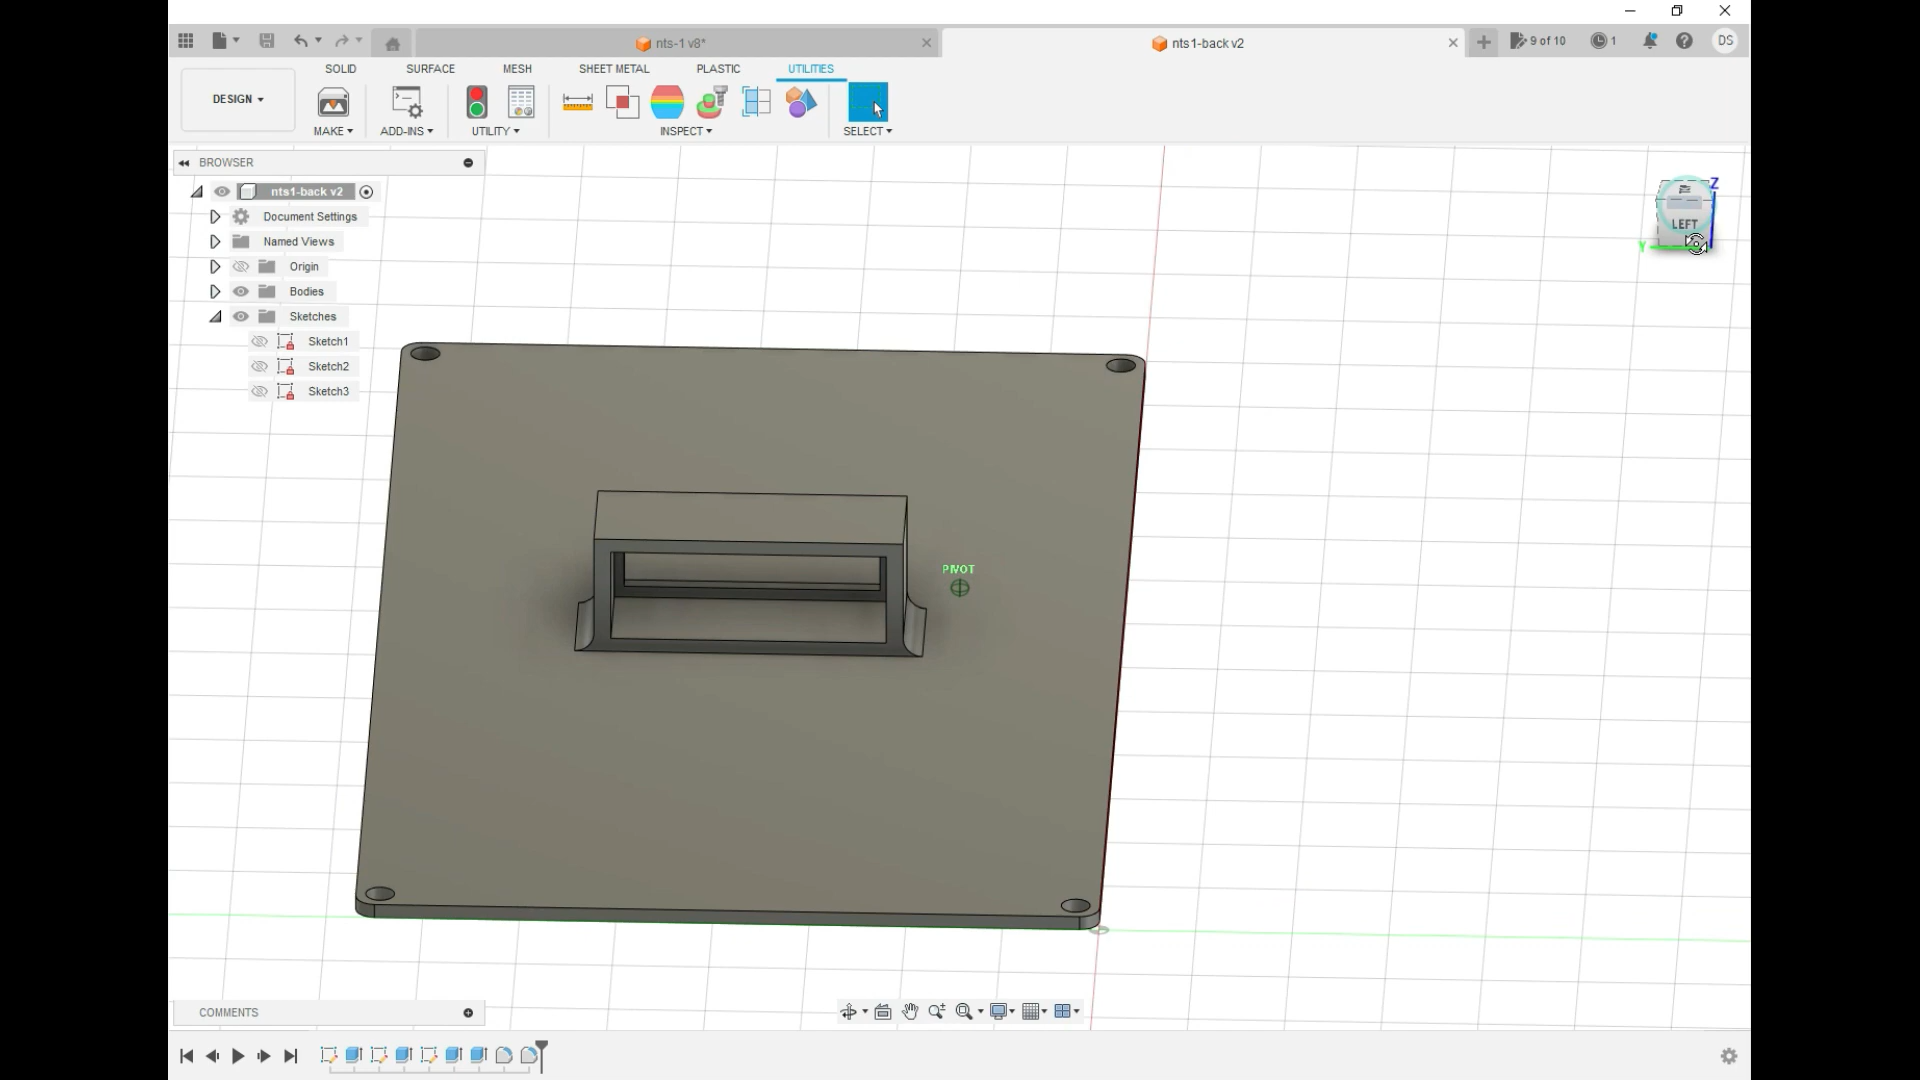 nts-1 v8*
nts1-back v2
9 of 10
1
DS
SOLID
SURFACE
MESH
SHEET METAL
PLASTIC
UTILITIES
DESIGN
MAKE
ADD-INS
UTILITY
INSPECT
SELECT
BROWSER
nts1-back v2
Document Settings
Named Views
Origin
Bodies
Sketches
Sketch1
Sketch2
Sketch3
Z
LEFT
Y
PIVOT
COMMENTS